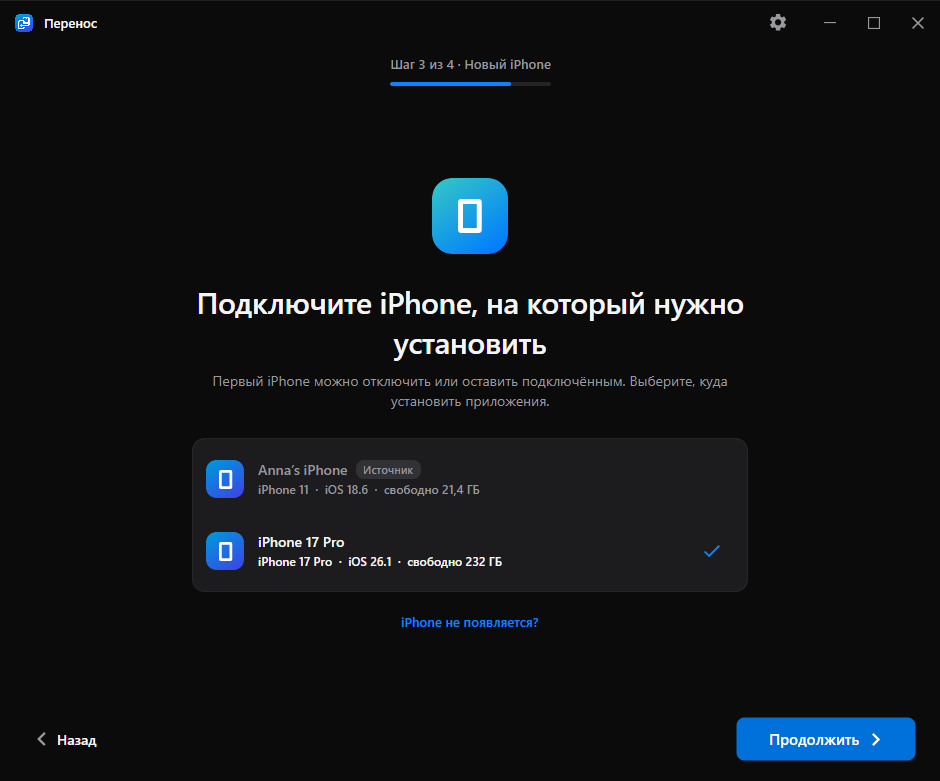 Перенос
Шаг 3 из 4 · Новый iPhone
Подключите iPhone, на который нужно
установить
Первый iPhone можно отключить или оставить подключённым. Выберите, куда
установить приложения.
Anna's iPhone Источник
iPhone 11 · iOS 18.6 · свободно 21,4 ГБ
iPhone 17 Pro
iPhone 17 Pro · iOS 26.1 · свободно 232 ГБ
iPhone не появляется?
Назад
Продолжить